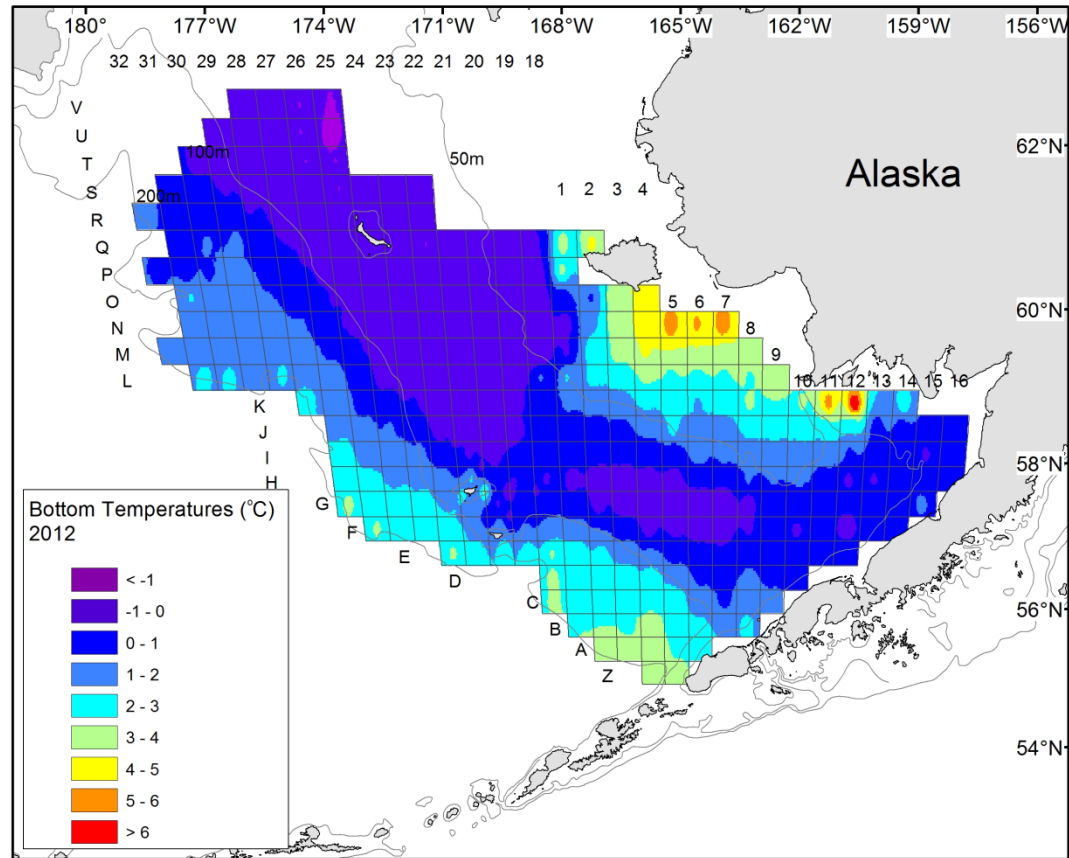 180° 177°W 174°W 171°W 168°W 165°W 162°W 159°W 156°W
32 31 30 29 28 27 26 25 24 23 22 21 20 19 18
V
U
T
S
R
Q
P
O
N
M
L
K
J
I
H
G
F
E
D
C
B
A
Z
50m
100m
200m
1 2 3 4
5 6 7
8
9
10 11 12 13 14 15 16
Alaska
62°N
60°N
58°N
56°N
54°N
Bottom Temperatures (°C)
2012
< -1
-1 - 0
0 - 1
1 - 2
2 - 3
3 - 4
4 - 5
5 - 6
> 6